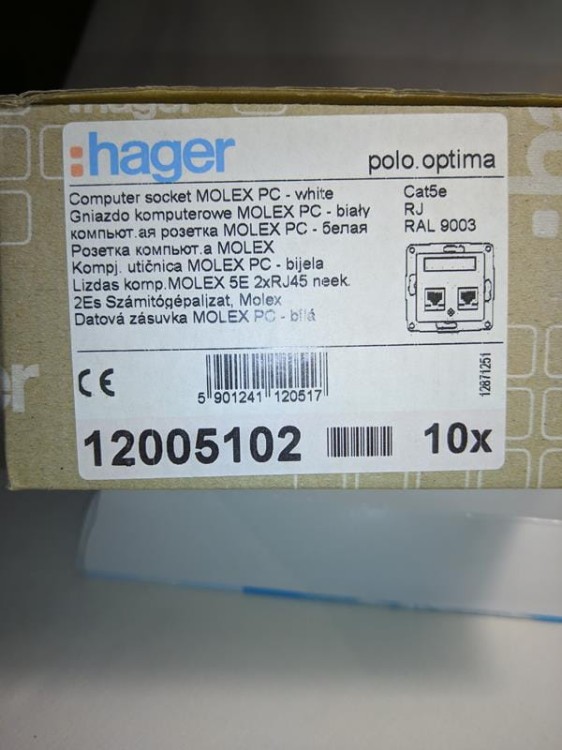 :hager
polo.optima
Computer socket MOLEX PC - white
Gniazdo komputerowe MOLEX PC - biały
компьют.ая розетка MOLEX PC - белая
Розетка компьют.а MOLEX
Kompj. utičnica MOLEX PC - bijela
Lizdas komp.MOLEX 5E 2xRJ45 neek.
2Es Számitógépaljzat, Molex
Datová zásuvka MOLEX PC - bílá
Cat5e
RJ
RAL 9003
CE
5 901241 120517
12871251
12005102
10x